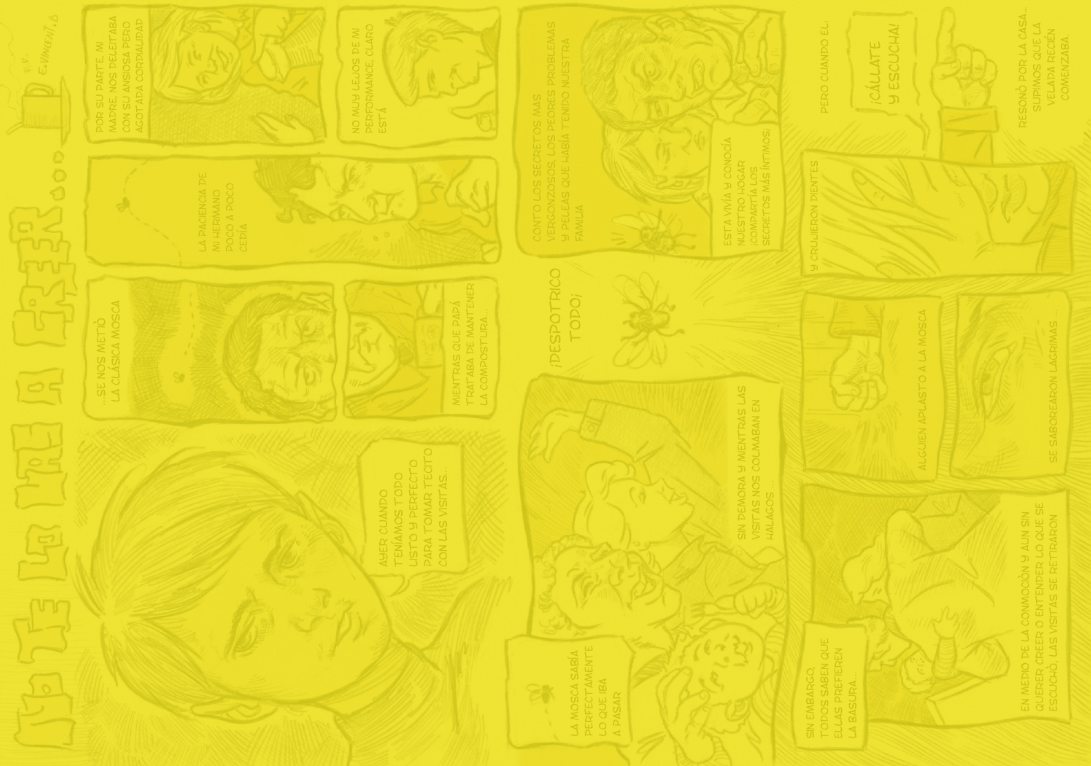 NO TE LO VAS A CREER...
AYER CUANDO
TENÍAMOS TODO
LISTO Y PERFECTO
PARA TOMAR TECITO
CON LAS VISITAS...
...SE NOS METIÓ
LA CLÁSICA MOSCA
MIENTRAS QUE PAPÁ
TRATABA DE MANTENER
LA COMPOSTURA...
LA PACIENCIA DE
MI HERMANO
POCO A POCO
CEDÍA
POR SU PARTE, MI
MADRE, NOS DELEITABA
CON SU ANSIOSA PERO
AGOTADA CORDIALIDAD
NO MUY LEJOS DE MI
PERFORMANCE, CLARO
ESTÁ
LA MOSCA SABÍA
PERFECTAMENTE
LO QUE IBA
A PASAR
SIN DEMORA Y MIENTRAS LAS
VISITAS NOS COLMABAN EN
HALAGOS
¡DESPOTRICÓ
TODO¡
CONTÓ LOS SECRETOS MÁS
VERGONZOSOS, LOS PEORES PROBLEMAS
Y PELEAS QUE HABÍA TENIDO NUESTRA
FAMILIA
ESTA VIVÍA Y CONOCÍA
NUESTRO HOGAR
¡COMPARTÍA LOS
SECRETOS MÁS ÍNTIMOS¡
SIN EMBARGO,
TODOS SABEN QUE
ELLAS PREFIEREN
LA BASURA
EN MEDIO DE LA CONMOCIÓN Y AUN SIN
QUERER CREER O ENTENDER LO QUE SE
ESCUCHÓ, LAS VISITAS SE RETIRARON
ALGUIEN APLASTÓ A LA MOSCA
SE SABOREARON LÁGRIMAS
Y CRUJIERON DIENTES
PERO CUANDO EL
¡CÁLLATE
Y ESCUCHA!
RESONÓ POR LA CASA,
SUPIMOS QUE LA
VELADA RECIÉN
COMENZABA.